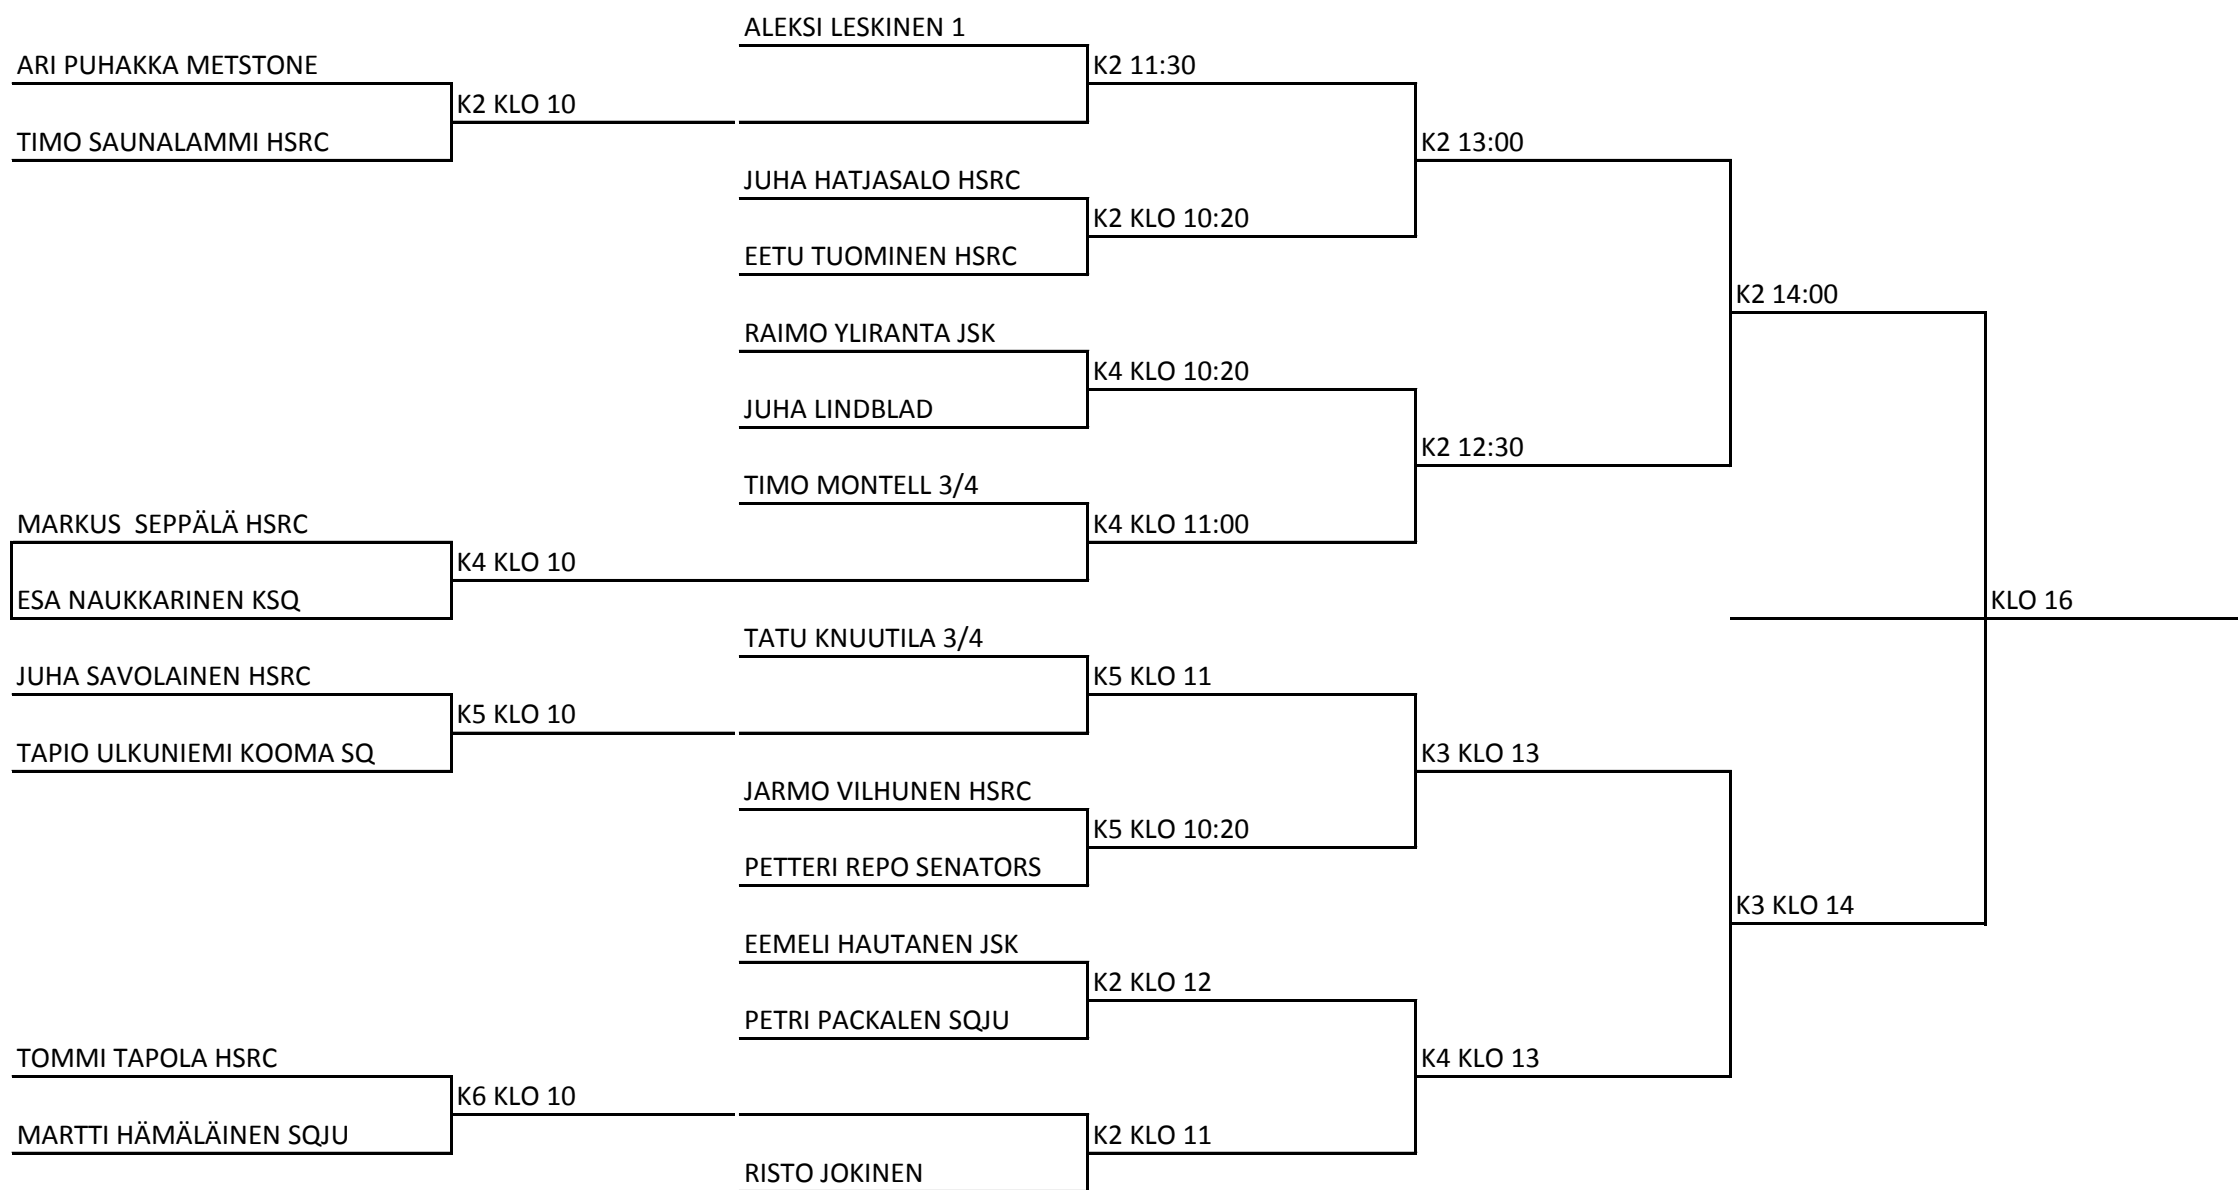 ALEKSI LESKINEN 1
ARI PUHAKKA METSTONE
K2 11:30
K2 KLO 10
TIMO SAUNALAMMI HSRC
K2 13:00
JUHA HATJASALO HSRC
K2 KLO 10:20
EETU TUOMINEN HSRC
K2 14:00
RAIMO YLIRANTA JSK
K4 KLO 10:20
JUHA LINDBLAD
K2 12:30
TIMO MONTELL 3/4
MARKUS  SEPPÄLÄ HSRC
K4 KLO 11:00
K4 KLO 10
ESA NAUKKARINEN KSQ
KLO 16
TATU KNUUTILA 3/4
JUHA SAVOLAINEN HSRC
K5 KLO 11
K5 KLO 10
TAPIO ULKUNIEMI KOOMA SQ
K3 KLO 13
JARMO VILHUNEN HSRC
K5 KLO 10:20
PETTERI REPO SENATORS
K3 KLO 14
EEMELI HAUTANEN JSK
K2 KLO 12
PETRI PACKALEN SQJU
TOMMI TAPOLA HSRC
K4 KLO 13
K6 KLO 10
MARTTI HÄMÄLÄINEN SQJU
K2 KLO 11
RISTO JOKINEN